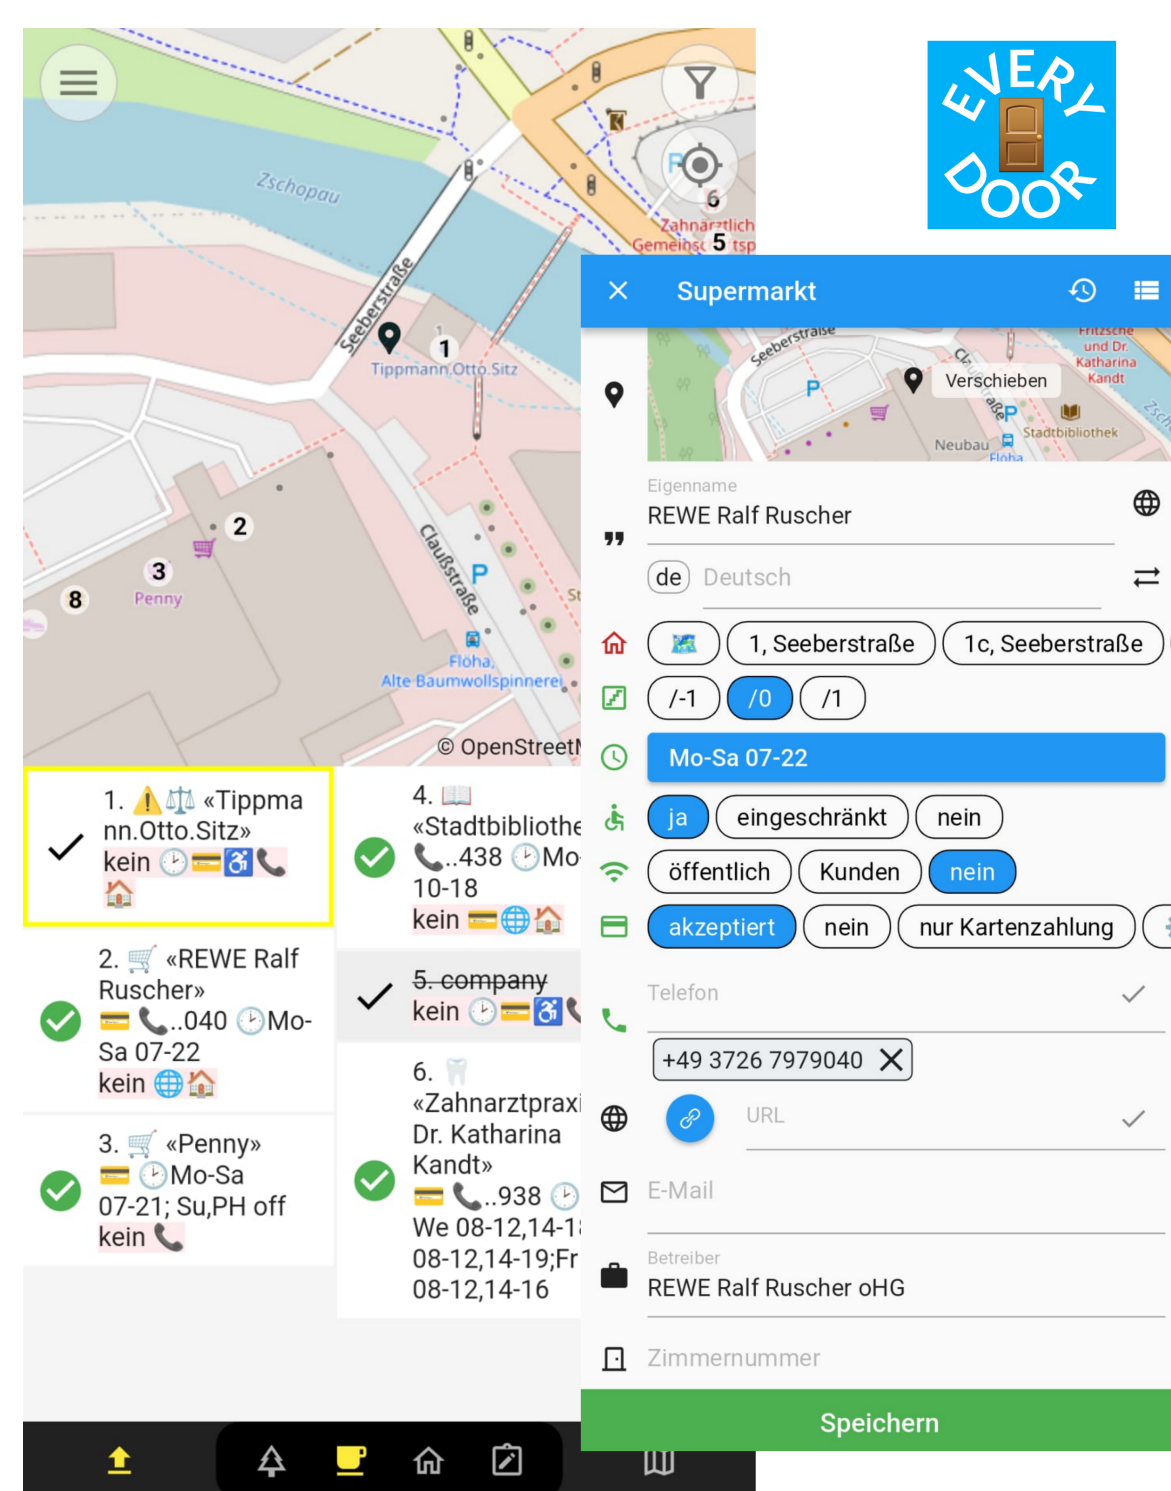 EVERY
DOOR
Zschopau
Seeberstraße
P
6
Zahnärztlich
5
1
Tippmann.Otto.Sitz
2
3
Penny
8
Claußstraße
P
Flöha,
Alte Baumwollspinnerei
© OpenStreetM
1. «Tippma
nn.Otto.Sitz»
kein
2. «REWE Ralf
Ruscher»
..040 Mo-
Sa 07-22
kein
3. «Penny»
Mo-Sa
07-21; Su,PH off
kein
4.
«Stadtbibliothe
..438 Mo-
10-18
kein
5. company
kein
6.
«Zahnarztpraxi
Dr. Katharina
Kandt»
..938
We 08-12,14-18
08-12,14-19;Fr
08-12,14-16
Supermarkt
Seeberstraße
Fritzsche
und Dr.
Katharina
Kandt
P
Verschieben
Claußstraße
P
Stadtbibliothek
Neubau
Flöha
Zschopau
Eigenname
REWE Ralf Ruscher
de Deutsch
1, Seeberstraße 1c, Seeberstraße
/-1 /0 /1
Mo-Sa 07-22
ja eingeschränkt nein
öffentlich Kunden nein
akzeptiert nein nur Kartenzahlung
Telefon
+49 3726 7979040
URL
E-Mail
Betreiber
REWE Ralf Ruscher oHG
Zimmernummer
Speichern